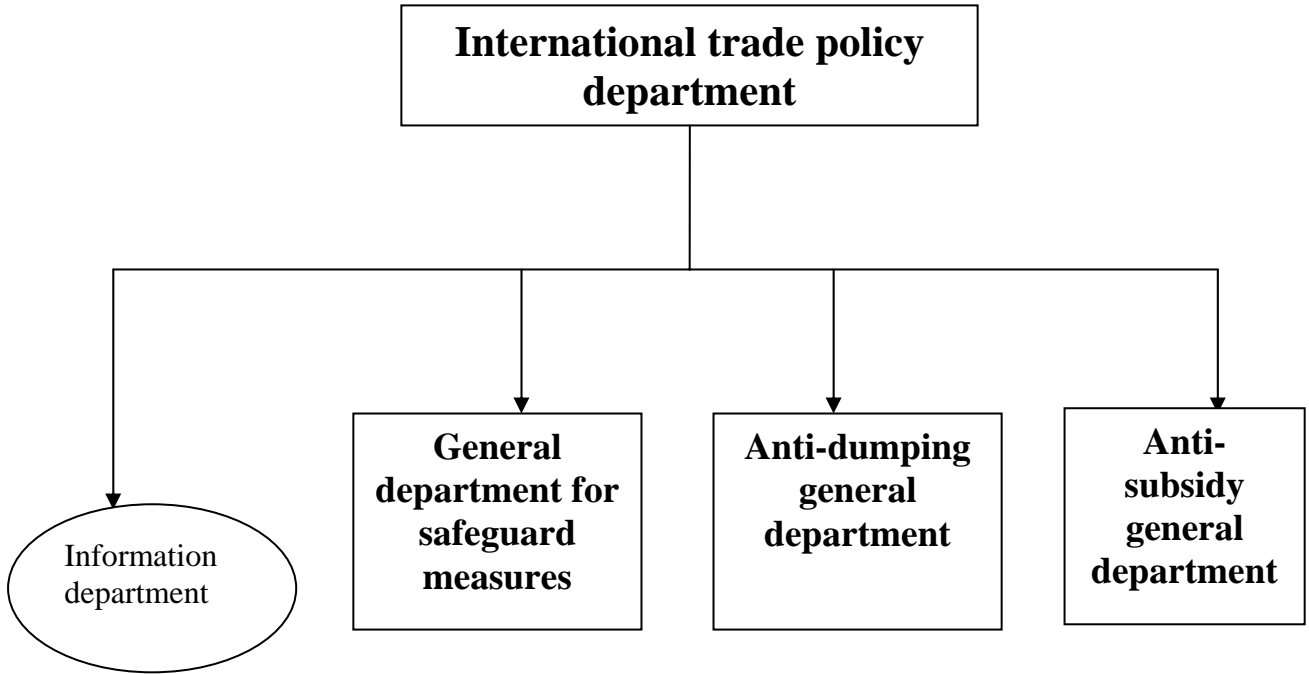 International trade policy
department
Information
department
General
department for
safeguard
measures
Anti-dumping
general
department
Anti-
subsidy
general
department